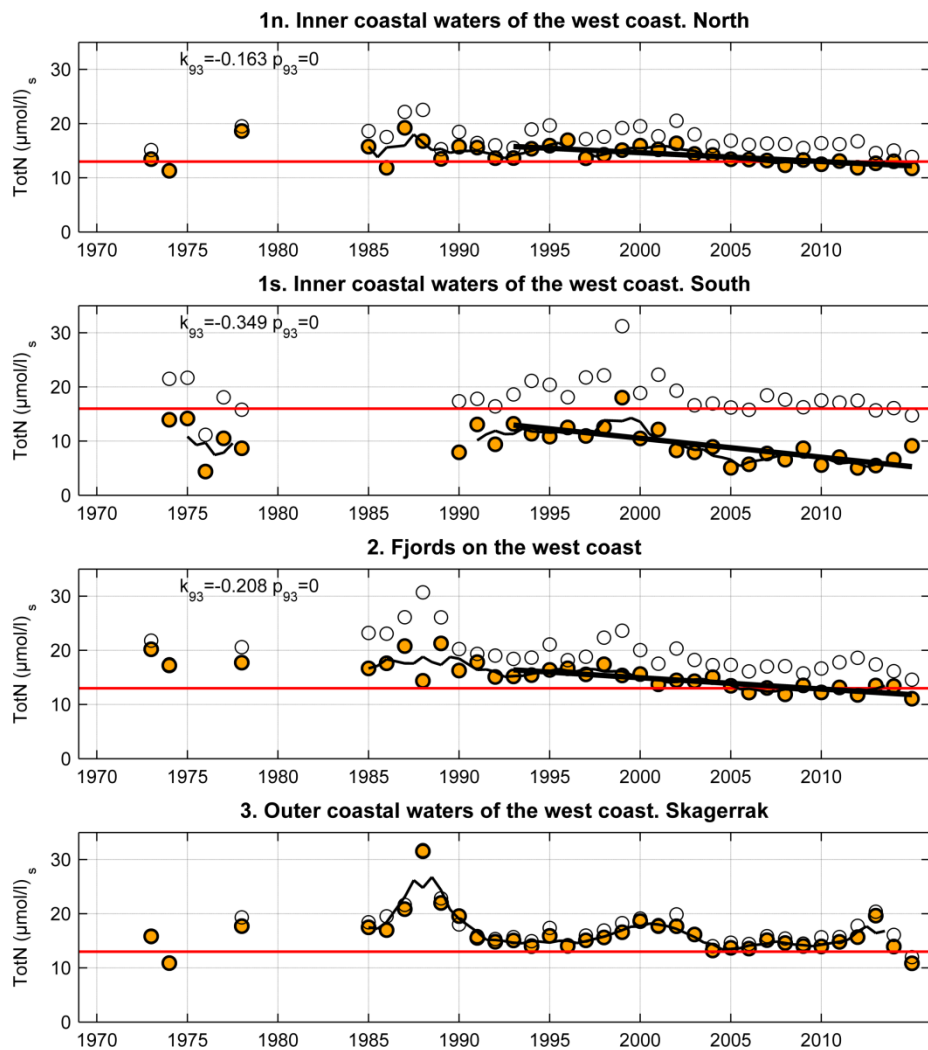 1n. Inner coastal waters of the west coast. North
k93=-0.163 p93=0
TotN (µmol/l) s
30
20
10
0
1970 1975 1980 1985 1990 1995 2000 2005 2010
1s. Inner coastal waters of the west coast. South
k93=-0.349 p93=0
TotN (µmol/l) s
30
20
10
0
1970 1975 1980 1985 1990 1995 2000 2005 2010
2. Fjords on the west coast
k93=-0.208 p93=0
TotN (µmol/l) s
30
20
10
0
1970 1975 1980 1985 1990 1995 2000 2005 2010
3. Outer coastal waters of the west coast. Skagerrak
TotN (µmol/l) s
30
20
10
0
1970 1975 1980 1985 1990 1995 2000 2005 2010